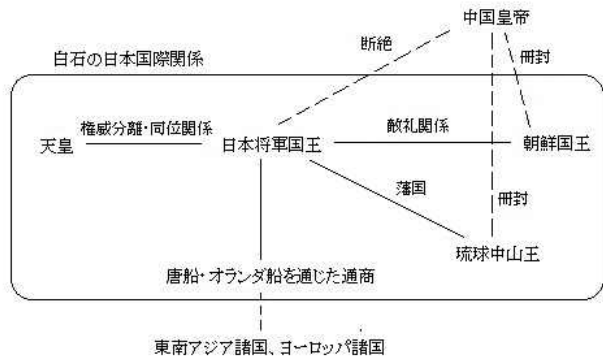 中国皇帝
断絶
冊封
白石の日本国際関係
権威分離・同位関係
敵礼関係
天皇
日本将軍国王
朝鮮国王
藩国
冊封
琉球中山王
唐船・オランダ船を通じた通商
東南アジア諸国、ヨーロッパ諸国